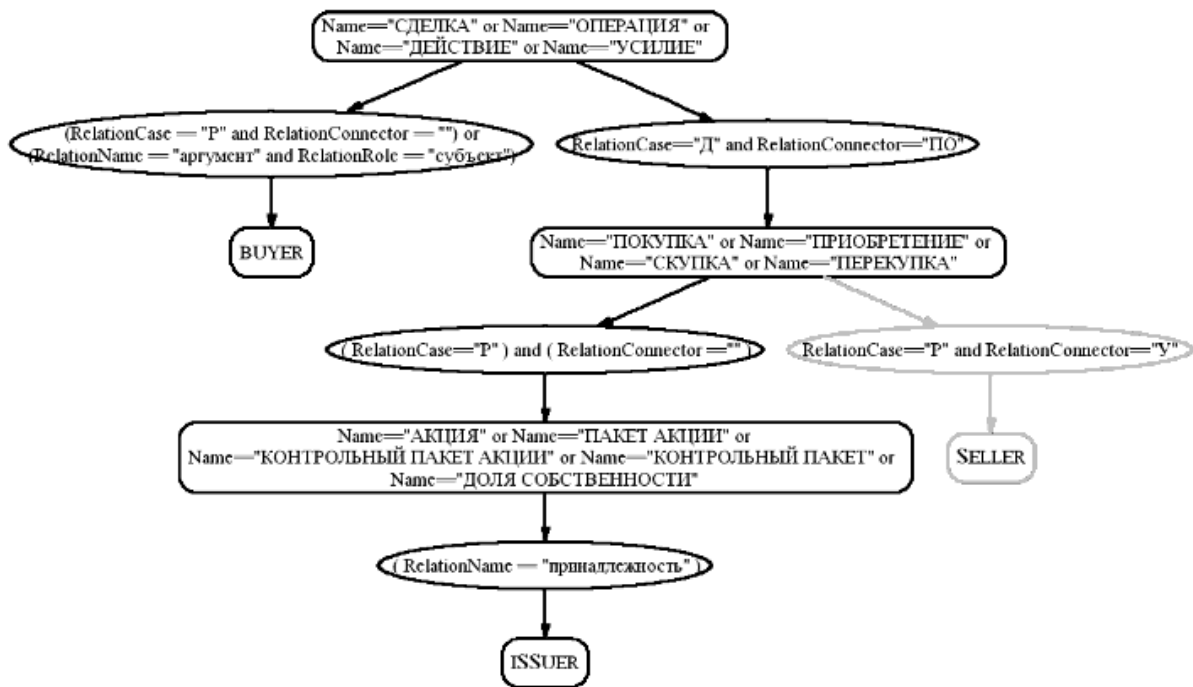 Name=="СДЕЛКА" or Name=="ОПЕРАЦИЯ" or
Name=="ДЕЙСТВИЕ" or Name=="УСИЛИЕ"
(RelationCase == "Р" and RelationConnector == "") or
(RelationName == "аргумент" and RelationRole == "субъект")
RelationCase=="Д" and RelationConnector=="ПО"
BUYER
Name=="ПОКУПКА" or Name=="ПРИОБРЕТЕНИЕ" or
Name=="СКУПКА" or Name=="ПЕРЕКУПКА"
( RelationCase=="Р" ) and ( RelationConnector =="" )
RelationCase=="Р" and RelationConnector=="У"
Name=="АКЦИЯ" or Name=="ПАКЕТ АКЦИИ" or
Name=="КОНТРОЛЬНЫЙ ПАКЕТ АКЦИИ" or Name=="КОНТРОЛЬНЫЙ ПАКЕТ" or
Name=="ДОЛЯ СОБСТВЕННОСТИ"
SELLER
( RelationName == "принадлежность" )
ISSUER